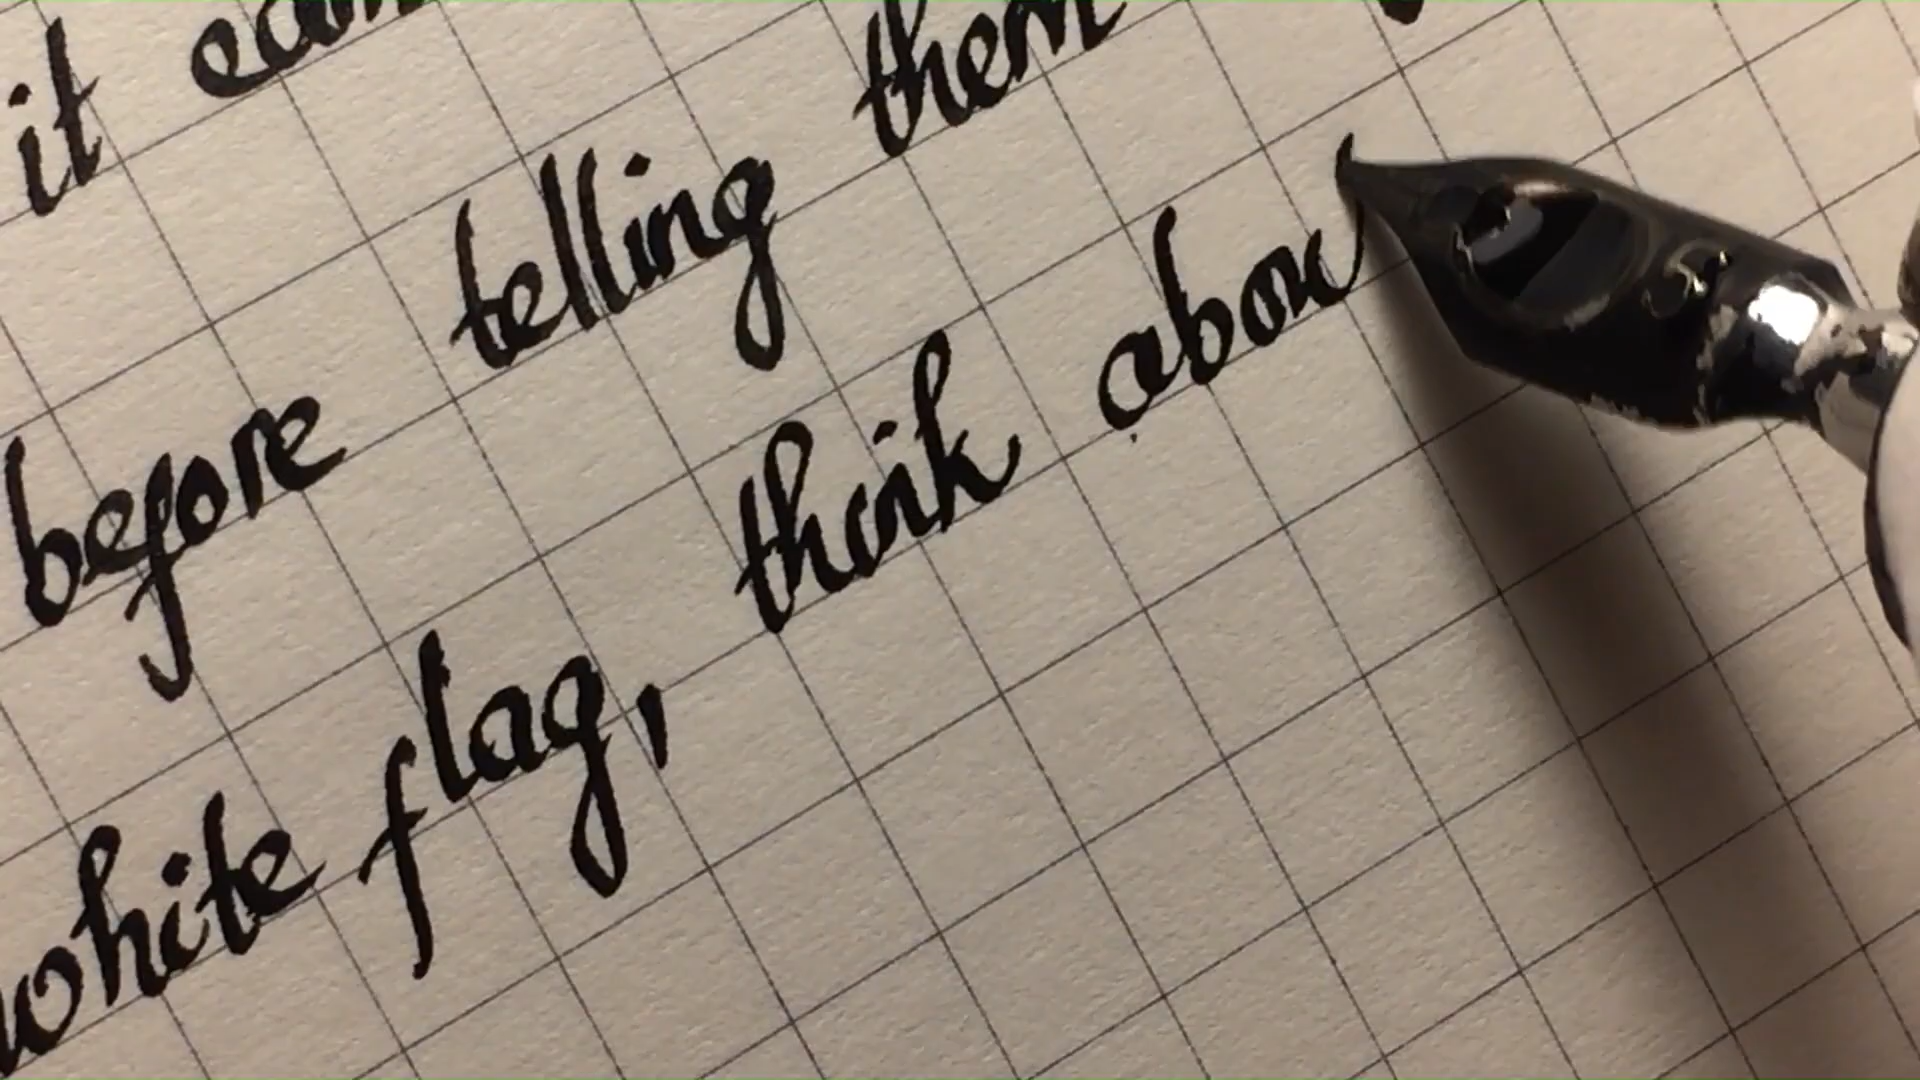 it
before telling them
white flag, think abou